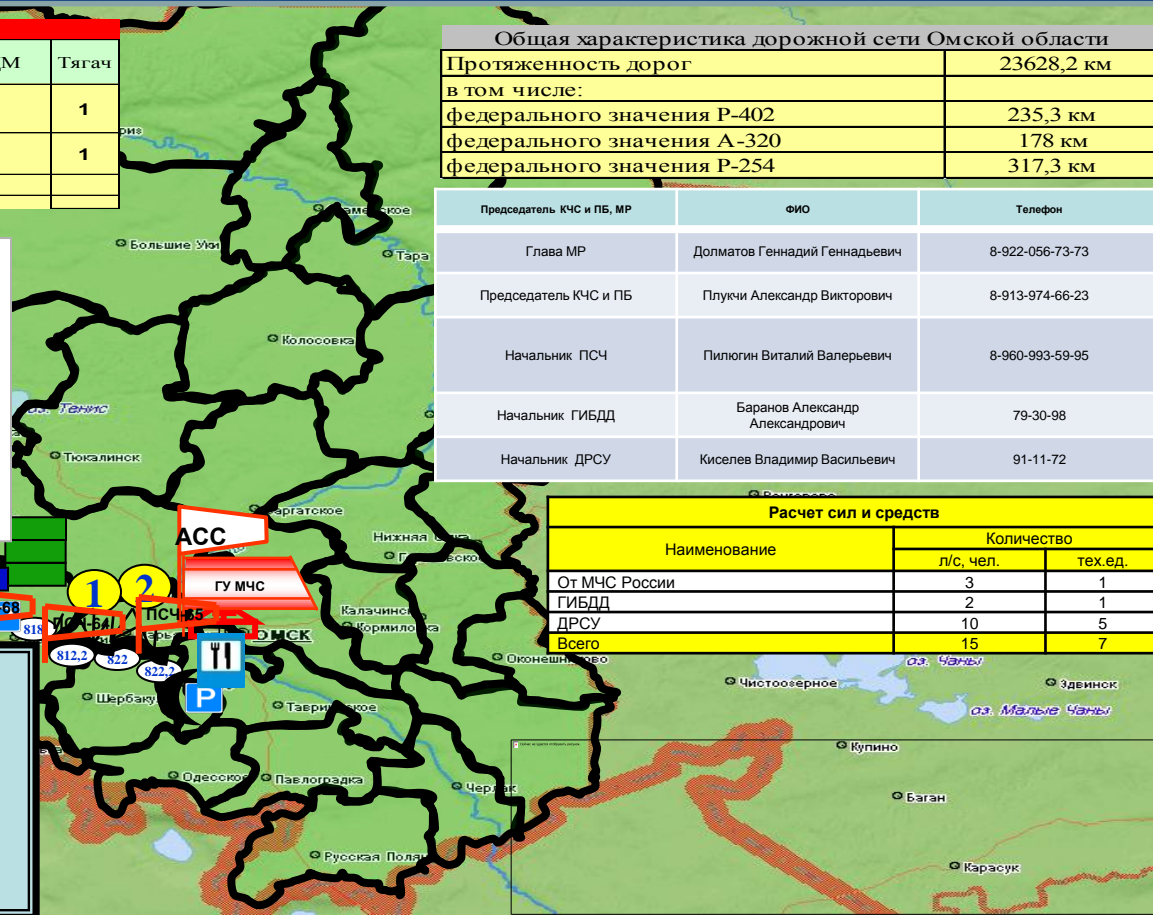 Общая характеристика дорожной сети Омской области
Протяженность дорог 23628,2 км
в том числе:
федерального значения Р-402 235,3 км
федерального значения А-320 178 км
федерального значения Р-254 317,3 км
Тягач
1
1
Председатель КЧС и ПБ, МР ФИО Телефон
Глава МР Долматов Геннадий Геннадьевич 8-922-056-73-73
Председатель КЧС и ПБ Плукчи Александр Викторович 8-913-974-66-23
Начальник ПСЧ Пилюгин Виталий Валерьевич 8-960-993-59-95
Начальник ГИБДД Баранов Александр
Александрович 79-30-98
Начальник ДРСУ Киселев Владимир Васильевич 91-11-72
Расчет сил и средств
Наименование Количество
л/с, чел. тех.ед.
От МЧС России 3 1
ГИБДД 2 1
ДРСУ 10 5
Всего 15 7
Большие Уки
Тара
Колосовка
оз. Тенис
Тюкалинск
АСС
ГУ МЧС
1 2
ПСЧ-64
812,2
822
822,2
818
ОМСК
P
Кормиловка
Таврическое
Одесское
Павлоградка
Русская Поляна
Чистоозерное
оз. Чаны
Здвинск
оз. Малые Чаны
Купино
Баган
Карасук